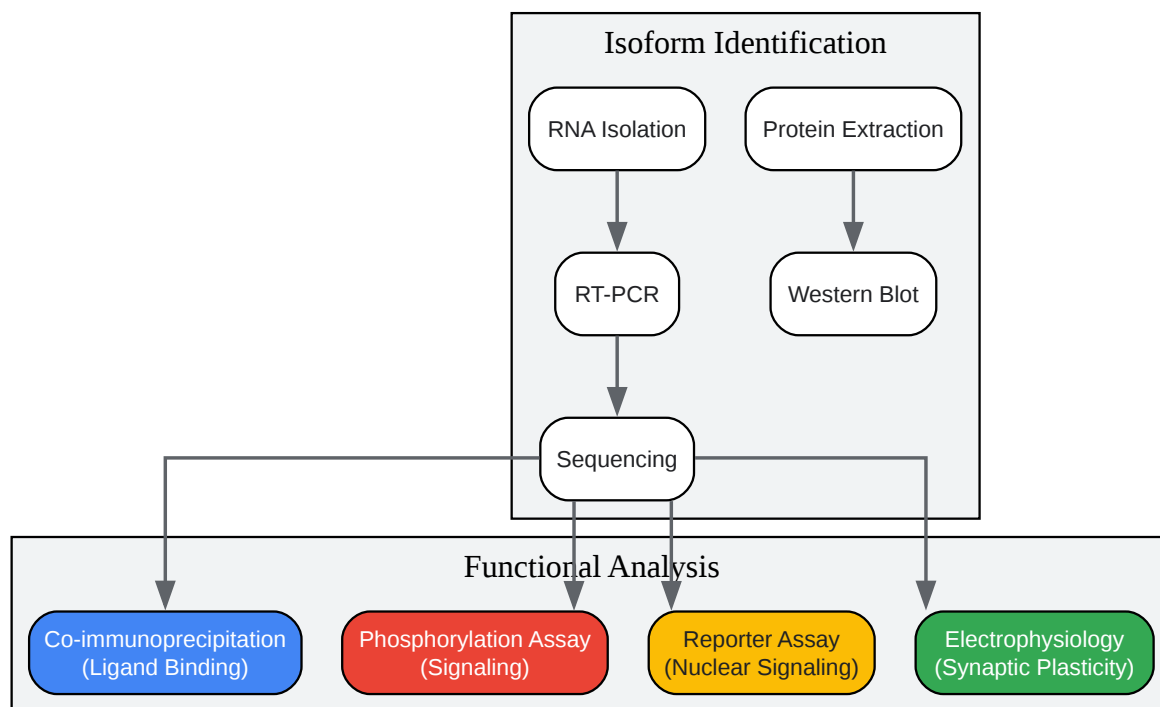 Isoform Identification
RNA Isolation
Protein Extraction
RT-PCR
Western Blot
Sequencing
Functional Analysis
Co-immunoprecipitation
(Ligand Binding)
Phosphorylation Assay
(Signaling)
Reporter Assay
(Nuclear Signaling)
Electrophysiology
(Synaptic Plasticity)